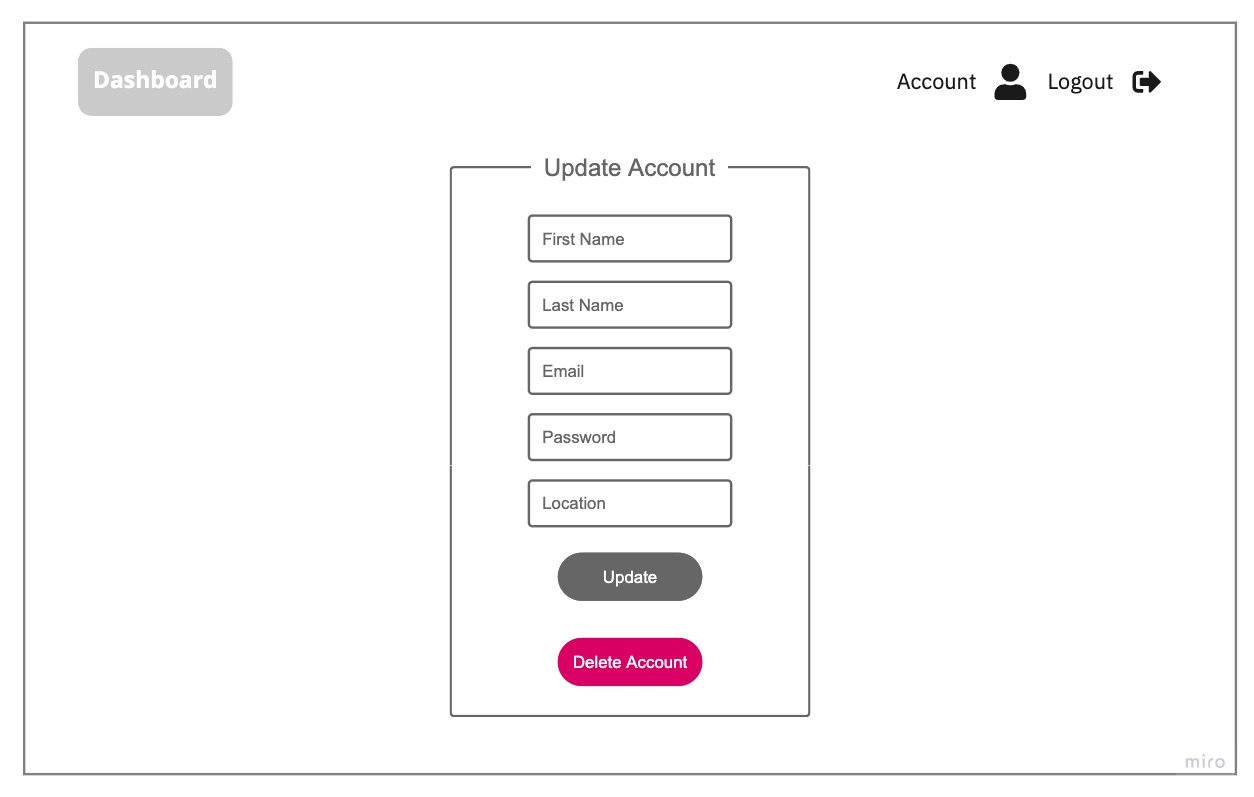 Dashboard
Account
Logout
Update Account
First Name
Last Name
Email
Password
Location
Update
Delete Account
miro